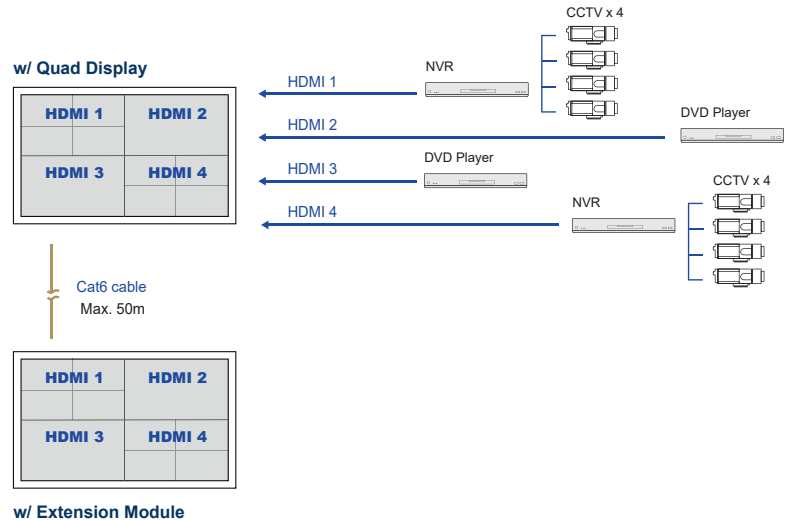 CCTV x 4
w/ Quad Display
NVR
HDMI 1
HDMI 1
HDMI 2
HDMI 2
DVD Player
HDMI 3
HDMI 4
HDMI 3
DVD Player
HDMI 4
NVR
CCTV x 4
Cat6 cable
Max. 50m
HDMI 1
HDMI 2
HDMI 3
HDMI 4
w/ Extension Module